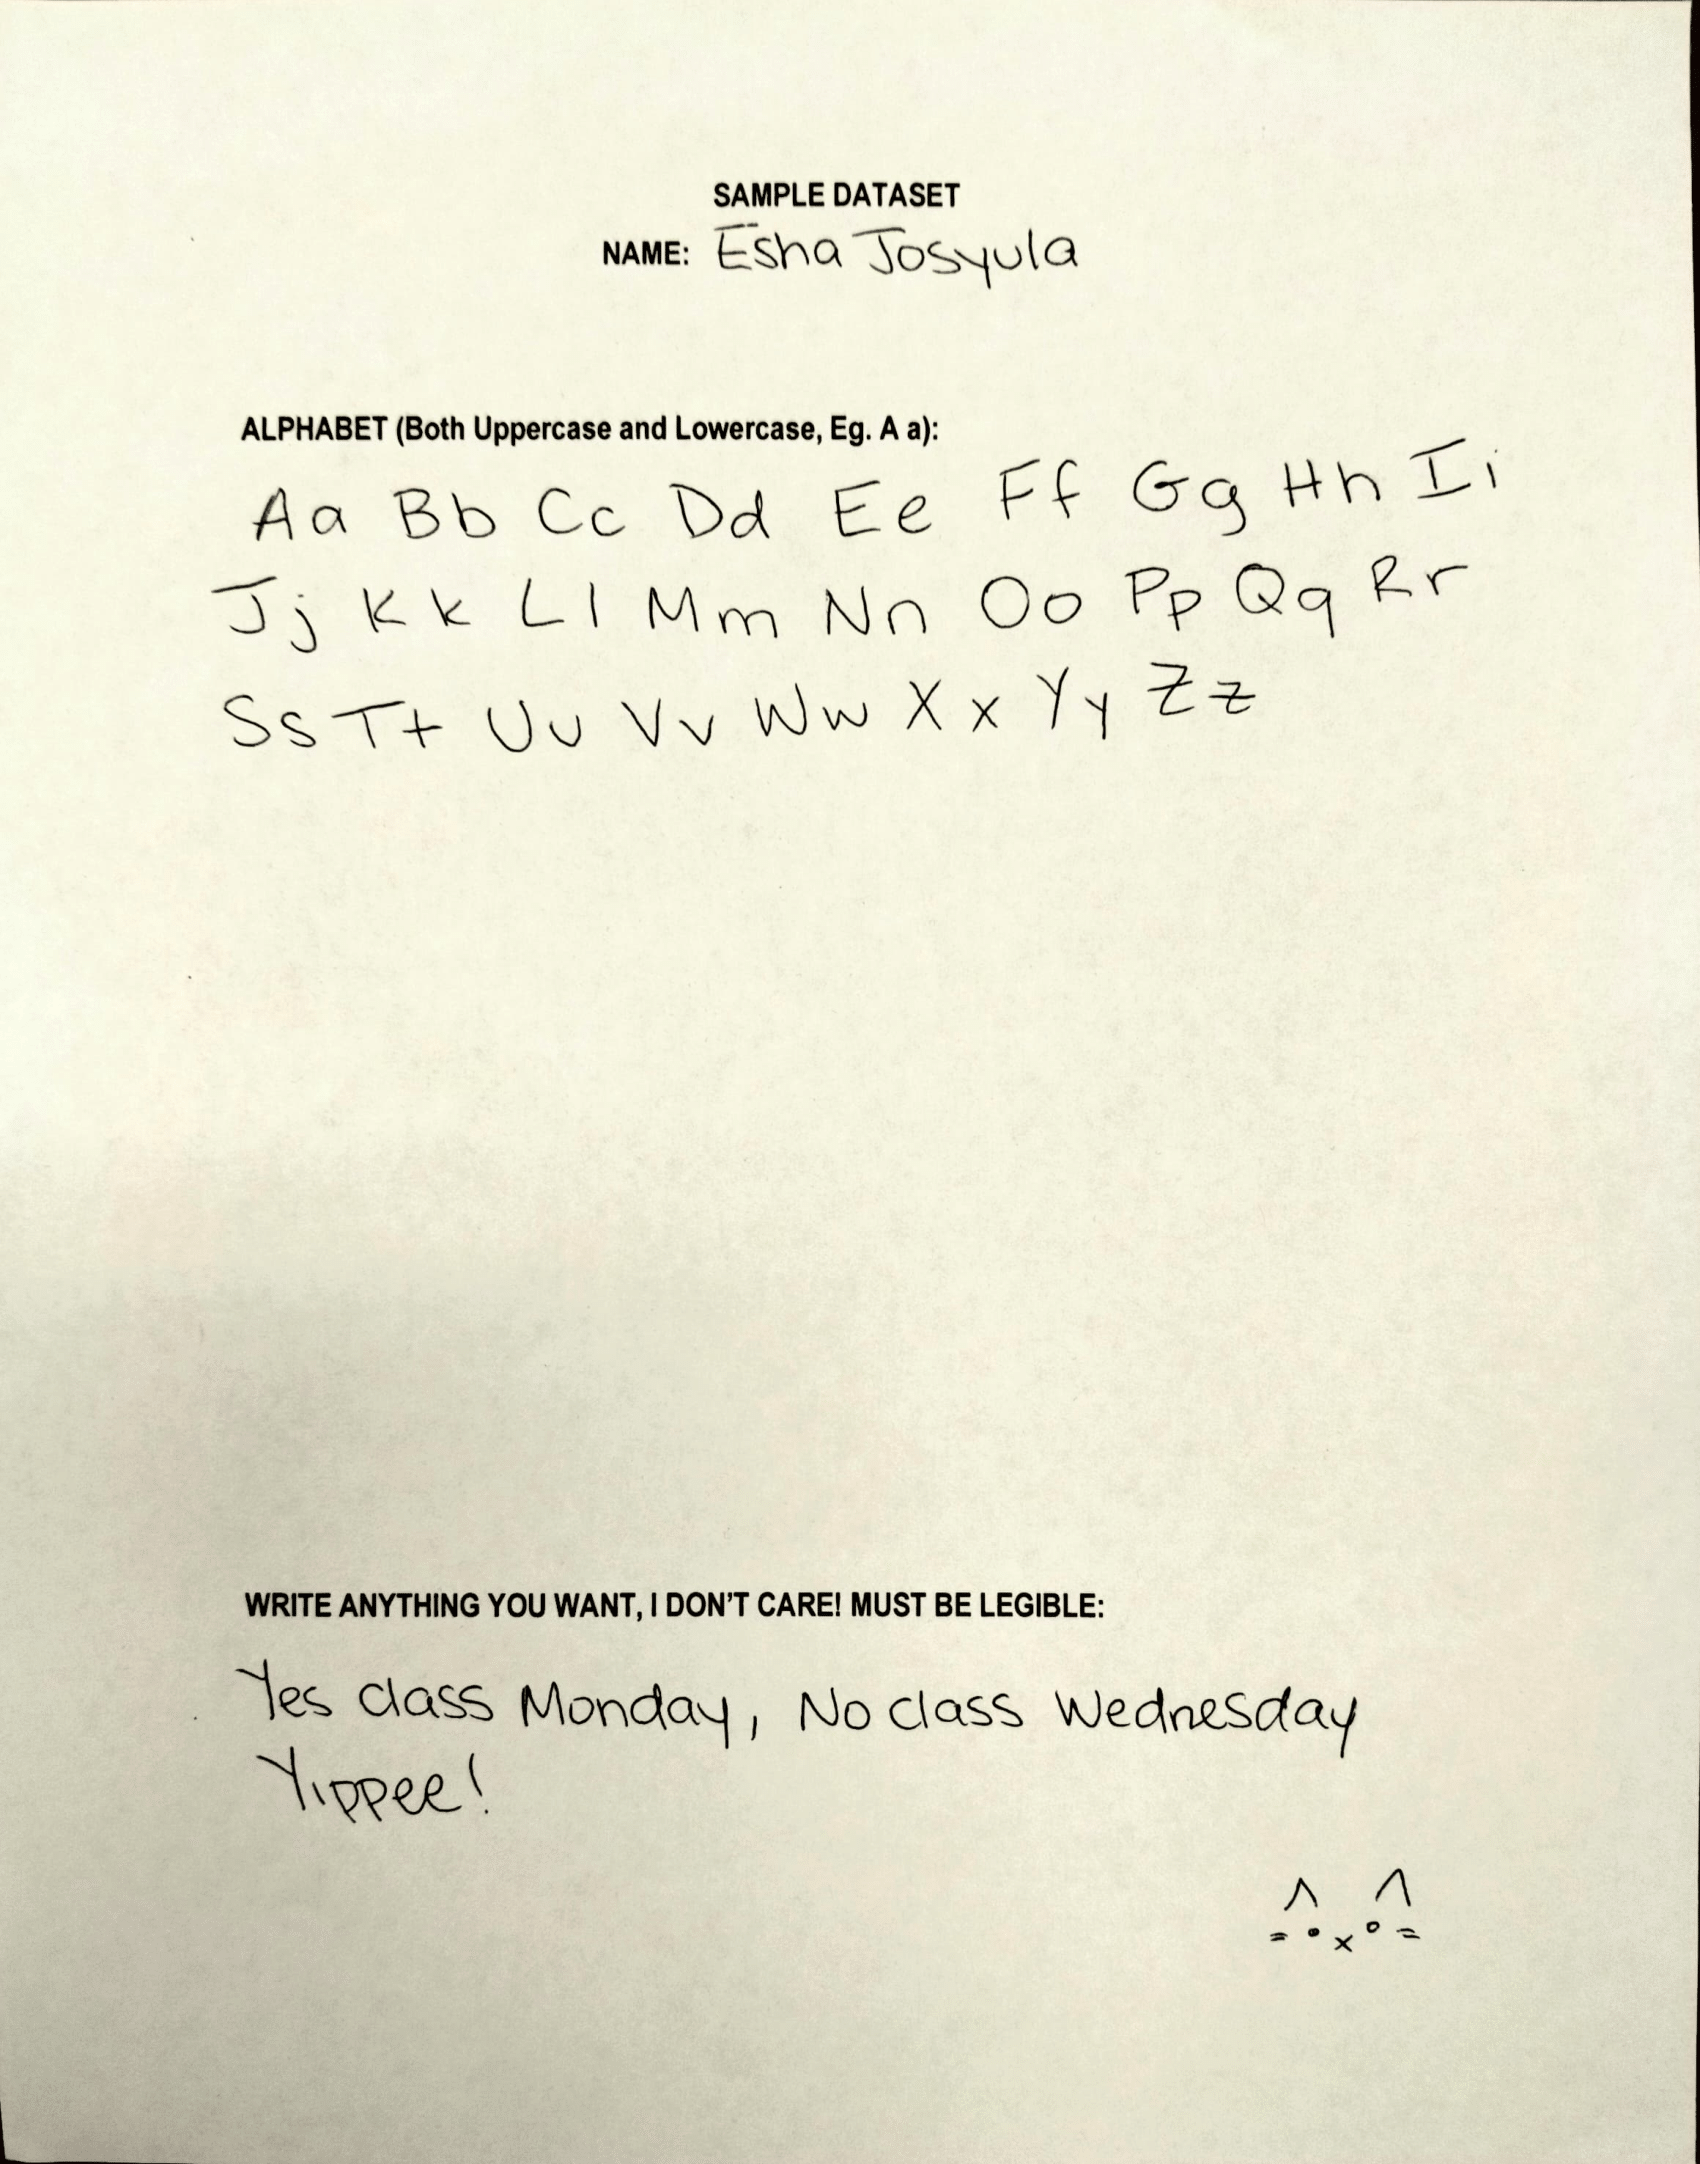 SAMPLE DATASET
NAME: Esha Josyula
ALPHABET (Both Uppercase and Lowercase, Eg. A a):
Aa Bb Cc Dd Ee Ff Gg Hh Ii
Jj Kk Ll Mm Nn Oo Pp Qq Rr
Ss Tt Uu Vv Ww Xx Yy Zz
WRITE ANYTHING YOU WANT, I DON'T CARE! MUST BE LEGIBLE:
Yes class Monday, No class Wednesday
Yippee!